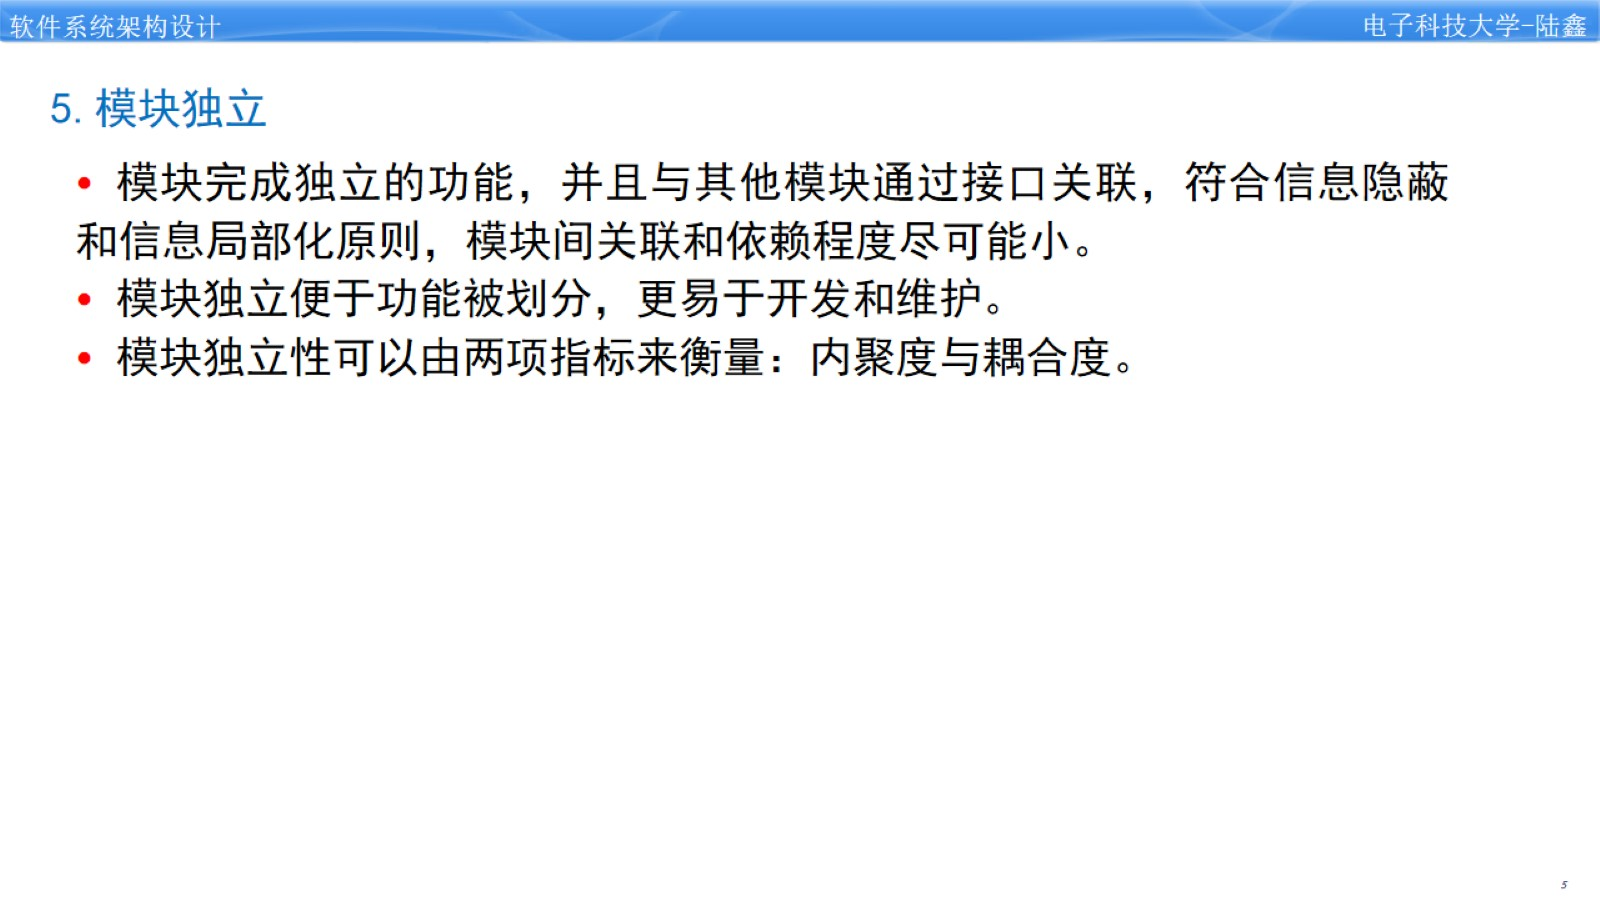 软件系统架构设计
电子科技大学-陆鑫
5. 模块独立
• 模块完成独立的功能，并且与其他模块通过接口关联，符合信息隐蔽
和信息局部化原则，模块间关联和依赖程度尽可能小。
• 模块独立便于功能被划分，更易于开发和维护。
• 模块独立性可以由两项指标来衡量：内聚度与耦合度。
5